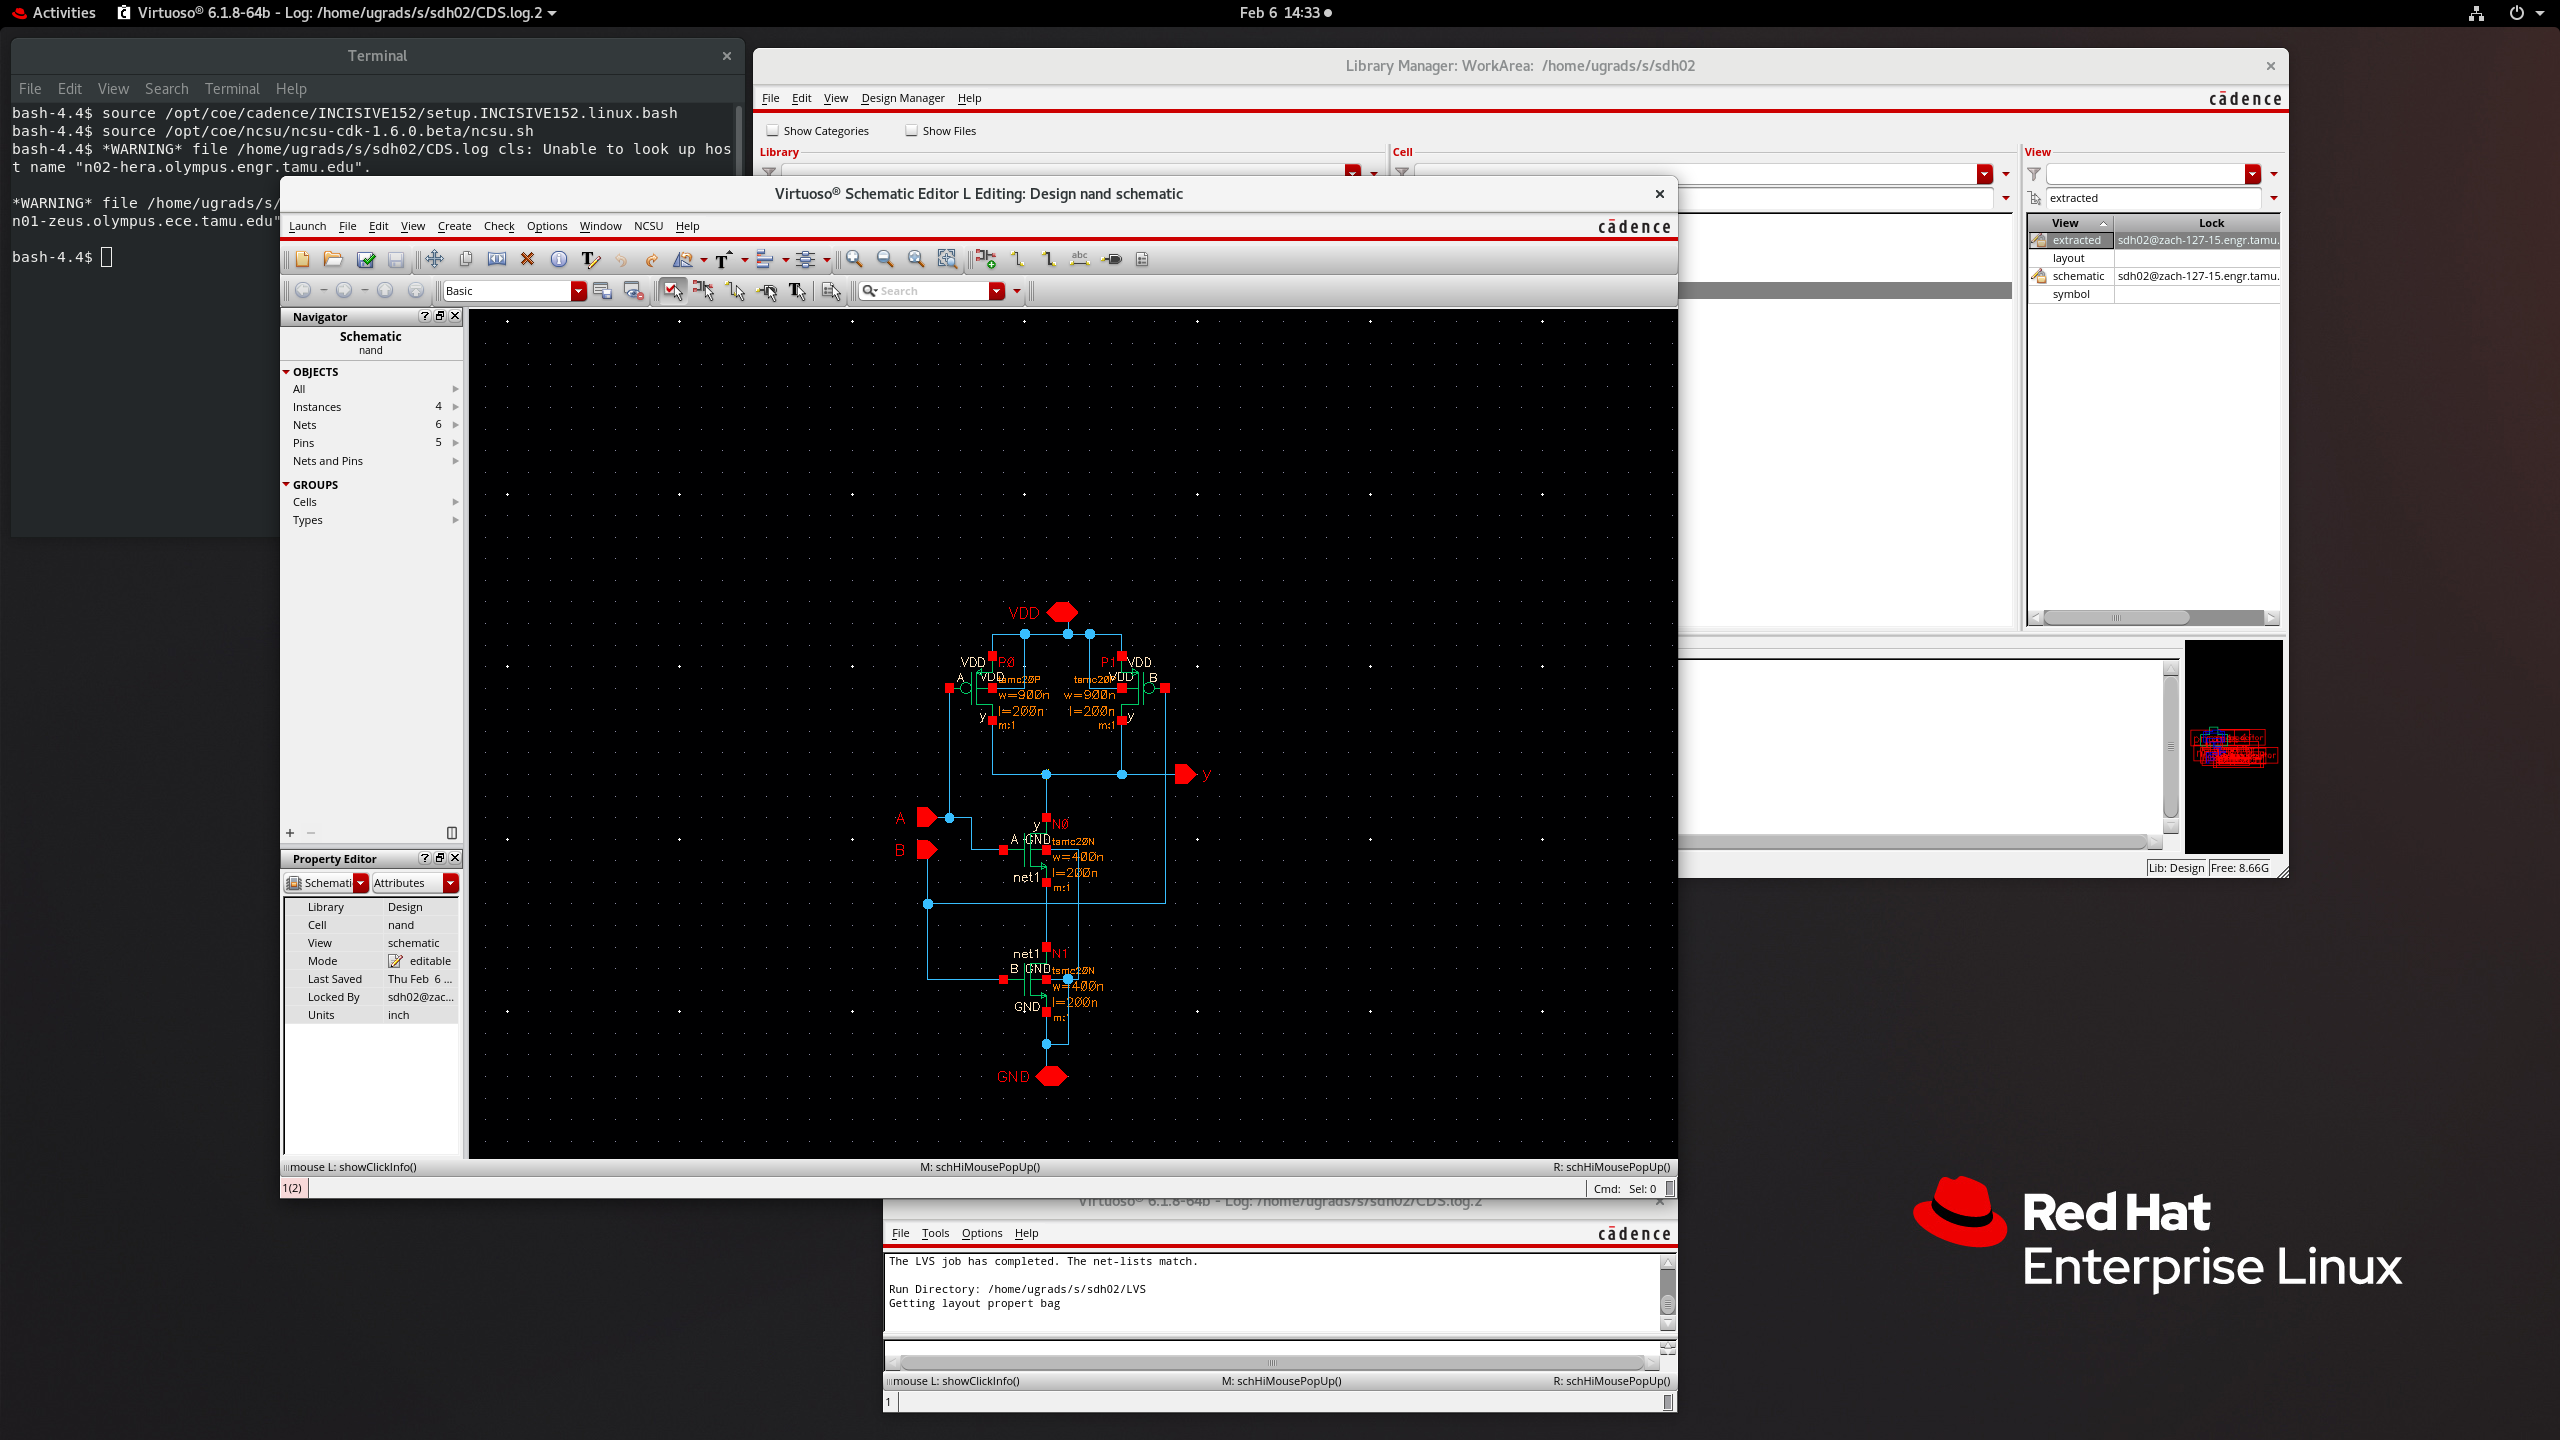 Activities
Virtuoso® 6.1.8-64b - Log: /home/ugrads/s/sdh02/CDS.log.2
Feb 6 14:33
Terminal
File Edit View Search Terminal Help
bash-4.4$ source /opt/coe/cadence/INCISIVE152/setup.INCISIVE152.linux.bash
bash-4.4$ source /opt/coe/ncsu/ncsu-cdk-1.6.0.beta/ncsu.sh
bash-4.4$ *WARNING* file /home/ugrads/s/sdh02/CDS.log cls: Unable to look up hos
t name "n02-hera.olympus.engr.tamu.edu".
*WARNING* file /home/ugrads/s/
n01-zeus.olympus.ece.tamu.edu"
bash-4.4$
Library Manager: WorkArea: /home/ugrads/s/sdh02
File Edit View Design Manager Help
cādence
Show Categories Show Files
Library
Cell
View
extracted
View Lock
extracted sdh02@zach-127-15.engr.tamu.
layout
schematic sdh02@zach-127-15.engr.tamu.
symbol
Lib: Design Free: 8.66G
Virtuoso® Schematic Editor L Editing: Design nand schematic
Launch File Edit View Create Check Options Window NCSU Help
cādence
abc
Basic
Search
Navigator
Schematic
nand
OBJECTS
All
Instances 4
Nets 6
Pins 5
Nets and Pins
GROUPS
Cells
Types
Property Editor
Schemati Attributes
Library Design
Cell nand
View schematic
Mode editable
Last Saved Thu Feb 6 ...
Locked By sdh02@zac...
Units inch
VDD
VDD P0 P1 VDD
A VDD tsmc20P tsmc20P VDD B
w=900n w=900n
l=200n l=200n
y m:1 m:1 y
y
A
y N0
A GND tsmc20N
B
w=400n
l=200n
net1 m:1
net1 N1
B GND tsmc20N
w=400n
l=200n
GND
GND
mouse L: showClickInfo() M: schHiMousePopUp() R: schHiMousePopUp()
1(2) Cmd: Sel: 0
Virtuoso® 6.1.8-64b - Log: /home/ugrads/s/sdh02/CDS.log.2
File Tools Options Help
cādence
The LVS job has completed. The net-lists match.
Run Directory: /home/ugrads/s/sdh02/LVS
Getting layout propert bag
mouse L: showClickInfo() M: schHiMousePopUp() R: schHiMousePopUp()
1
Red Hat
Enterprise Linux